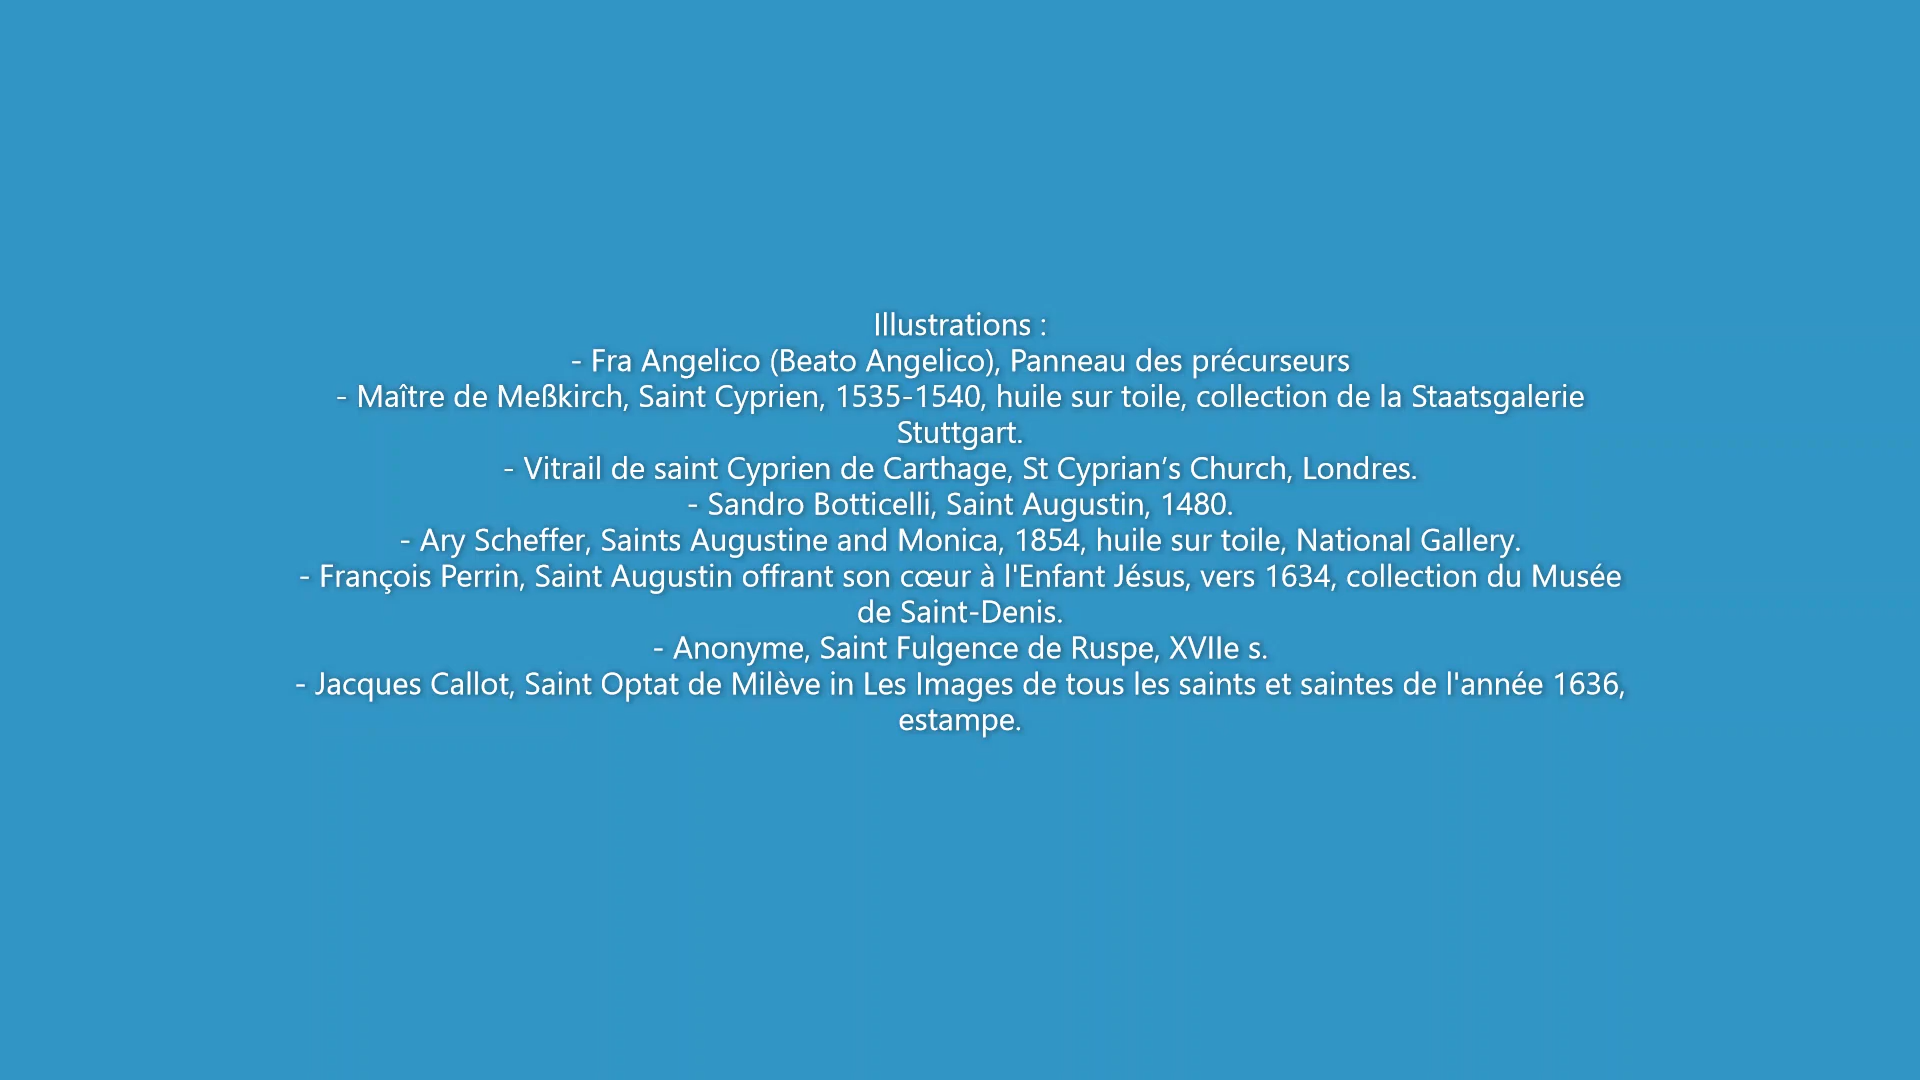 Illustrations :
- Fra Angelico (Beato Angelico), Panneau des précurseurs
- Maître de Meßkirch, Saint Cyprien, 1535-1540, huile sur toile, collection de la Staatsgalerie
Stuttgart.
- Vitrail de saint Cyprien de Carthage, St Cyprian’s Church, Londres.
- Sandro Botticelli, Saint Augustin, 1480.
- Ary Scheffer, Saints Augustine and Monica, 1854, huile sur toile, National Gallery.
- François Perrin, Saint Augustin offrant son cœur à l'Enfant Jésus, vers 1634, collection du Musée
de Saint-Denis.
- Anonyme, Saint Fulgence de Ruspe, XVIIe s.
- Jacques Callot, Saint Optat de Milève in Les Images de tous les saints et saintes de l'année 1636,
estampe.